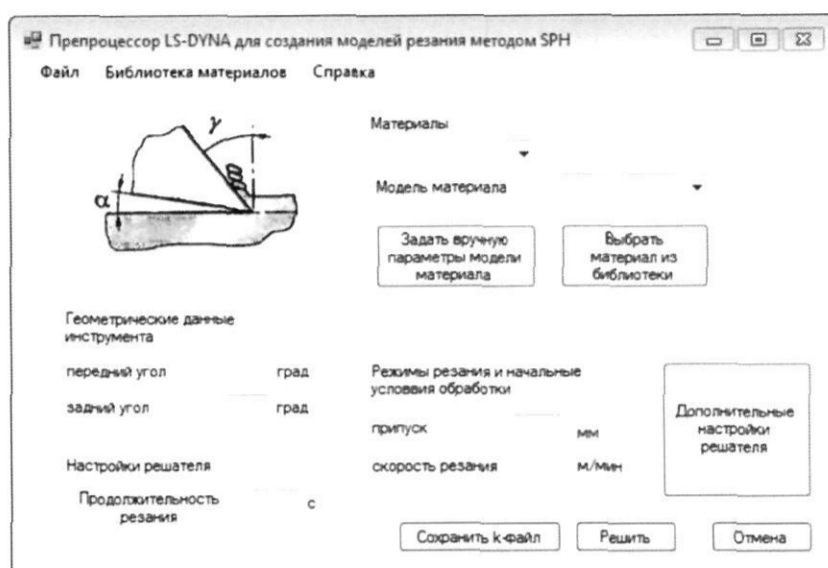 Препроцессор LS-DYNA для создания моделей резания методом SPH
Файл Библиотека материалов Справка
γ
α
Материалы
Модель материала
Задать вручную
параметры модели
материала
Выбрать
материал из
библиотеки
Геометрические данные
инструмента
передний угол град
задний угол град
Режимы резания и начальные
условвия обработки
припуск мм
скорость резания м/мин
Дополнительные
настройки
решателя
Настройки решателя
Продолжительность
резания с
Сохранить k-файл Решить Отмена